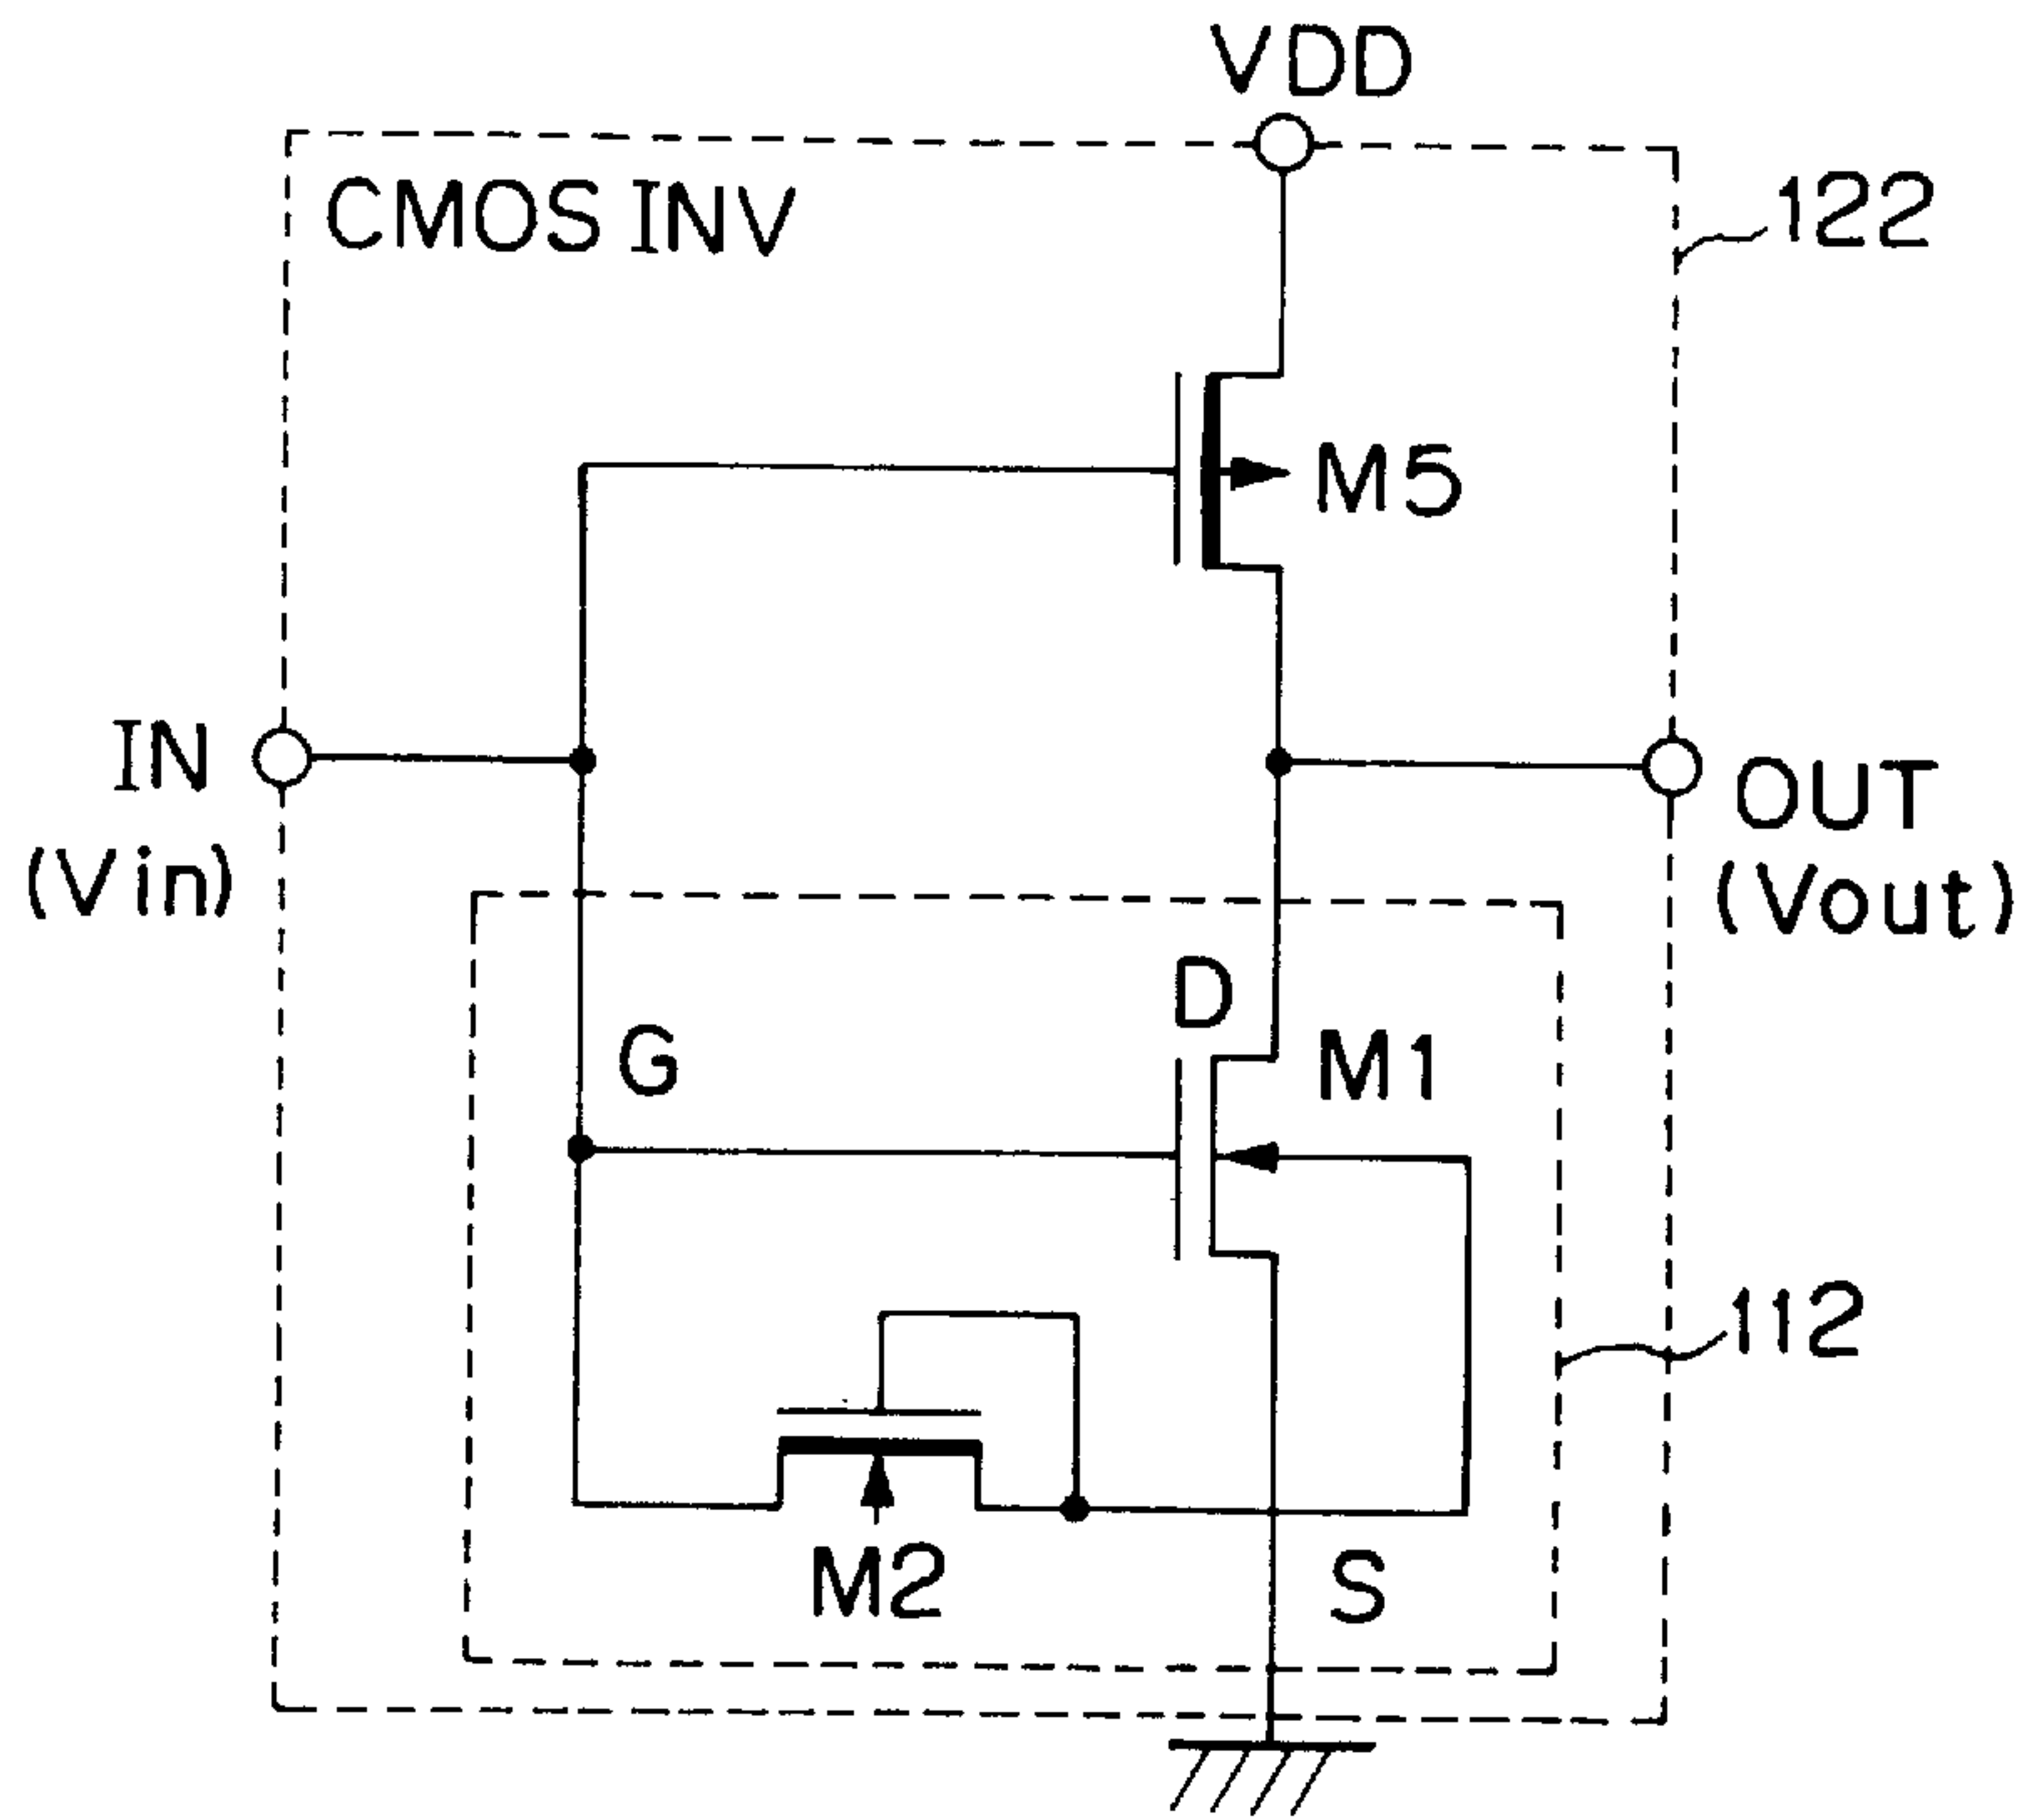 VDD
CMOS INV
122
M5
IN
(Vin)
OUT
(Vout)
D
G
M1
112
M2
S